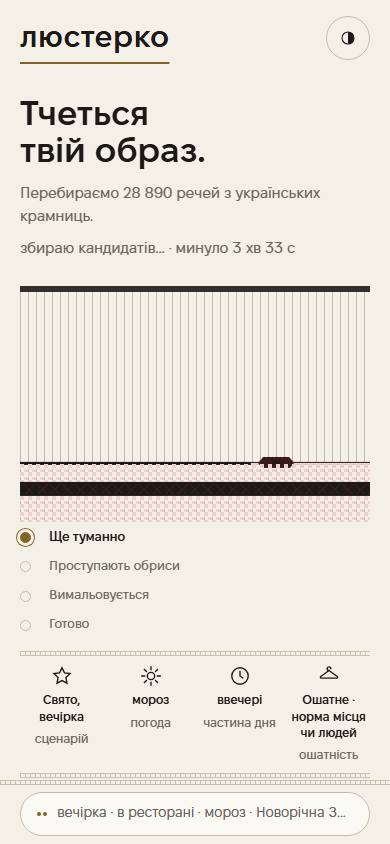 люстерко
Тчеться
твій образ.
Перебираємо 28 890 речей з українських
крамниць.
збираю кандидатів... · минуло 3 хв 33 с
Ще туманно
Проступають обриси
Вимальовується
Готово
Свято,
вечірка
сценарій
мороз
погода
ввечері
частина дня
Ошатне ·
норма місця
чи людей
ошатність
вечірка · в ресторані · мороз · Новорічна З...